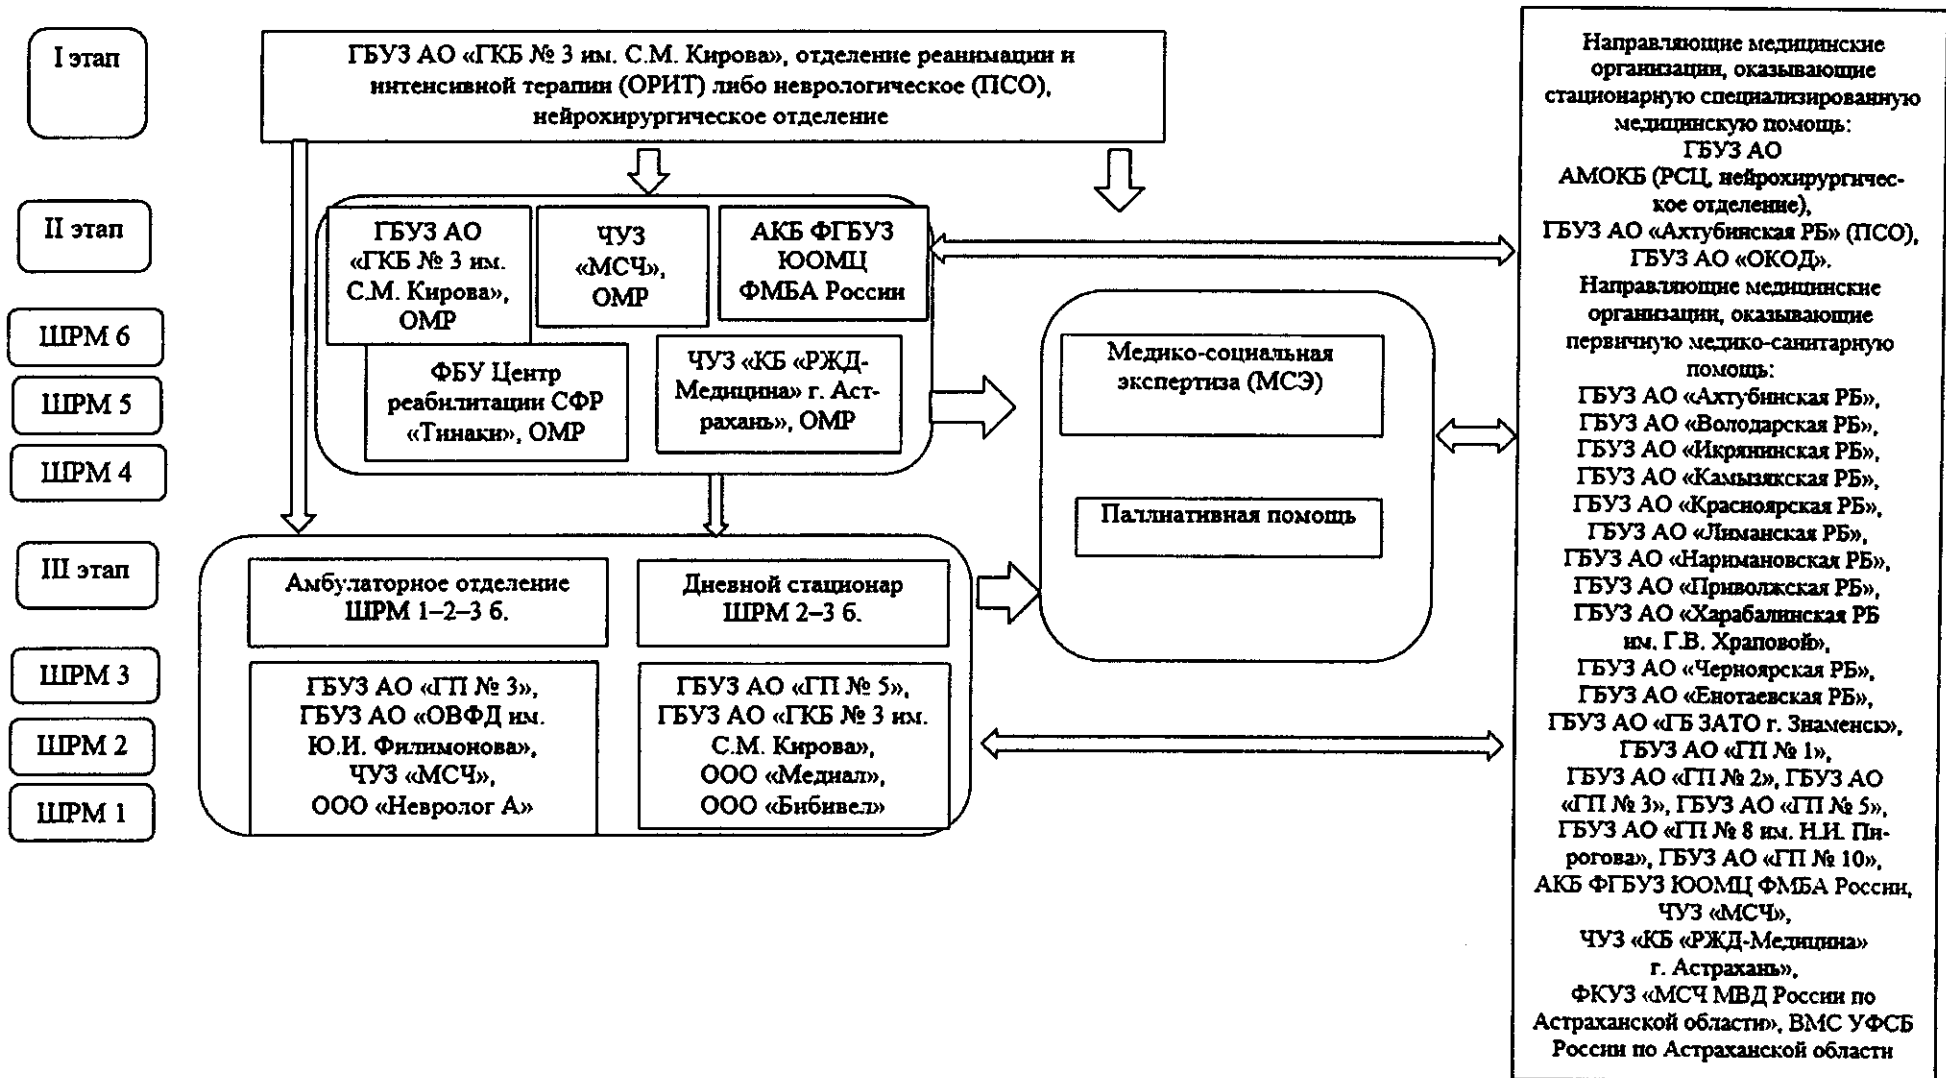 I этап
ГБУЗ АО «ГКБ № 3 им. С.М. Кирова», отделение реанимации и
интенсивной терапии (ОРИТ) либо неврологическое (ПСО),
нейрохирургическое отделение
II этап
ГБУЗ АО
«ГКБ № 3 им.
С.М. Кирова»,
ОМР
ЧУЗ
«МСЧ»,
ОМР
АКБ ФГБУЗ
ЮОМЦ
ФМБА России
ШРМ 6
ШРМ 5
ШРМ 4
ФБУ Центр
реабилитации СФР
«Тинаки», ОМР
ЧУЗ «КБ «РЖД-
Медицина» г. Аст-
рахань», ОМР
Медико-социальная
экспертиза (МСЭ)
Паллиативная помощь
III этап
Амбулаторное отделение
ШРМ 1–2–3 б.
Дневной стационар
ШРМ 2–3 б.
ШРМ 3
ШРМ 2
ШРМ 1
ГБУЗ АО «ГП № 3»,
ГБУЗ АО «ОВФД им.
Ю.И. Филимонова»,
ЧУЗ «МСЧ»,
ООО «Невролог А»
ГБУЗ АО «ГП № 5»,
ГБУЗ АО «ГКБ № 3 им.
С.М. Кирова»,
ООО «Медиал»,
ООО «Бибивел»
Направляющие медицинские
организации, оказывающие
стационарную специализированную
медицинскую помощь:
ГБУЗ АО
АМОКБ (РСЦ, нейрохирургичес-
кое отделение),
ГБУЗ АО «Ахтубинская РБ» (ПСО),
ГБУЗ АО «ОКОД».
Направляющие медицинские
организации, оказывающие
первичную медико-санитарную
помощь:
ГБУЗ АО «Ахтубинская РБ»,
ГБУЗ АО «Володарская РБ»,
ГБУЗ АО «Икрянинская РБ»,
ГБУЗ АО «Камызякская РБ»,
ГБУЗ АО «Красноярская РБ»,
ГБУЗ АО «Лиманская РБ»,
ГБУЗ АО «Наримановская РБ»,
ГБУЗ АО «Приволжская РБ»,
ГБУЗ АО «Харабалинская РБ
им. Г.В. Храповой»,
ГБУЗ АО «Черноярская РБ»,
ГБУЗ АО «Енотаевская РБ»,
ГБУЗ АО «ГБ ЗАТО г. Знаменск»,
ГБУЗ АО «ГП № 1»,
ГБУЗ АО «ГП № 2», ГБУЗ АО
«ГП № 3», ГБУЗ АО «ГП № 5»,
ГБУЗ АО «ГП № 8 им. Н.И. Пи-
рогова», ГБУЗ АО «ГП № 10»,
АКБ ФГБУЗ ЮОМЦ ФМБА России,
ЧУЗ «МСЧ»,
ЧУЗ «КБ «РЖД-Медицина»
г. Астрахань»,
ФКУЗ «МСЧ МВД России по
Астраханской области», ВМС УФСБ
России по Астраханской области